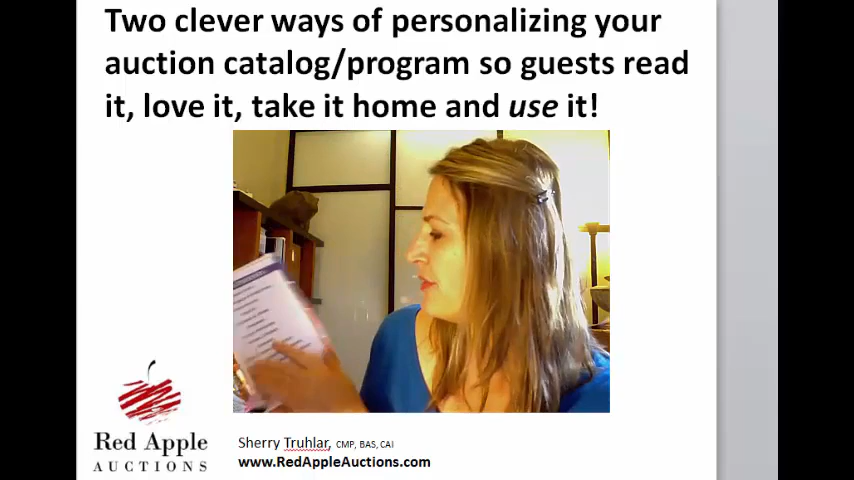 Two clever ways of personalizing your
auction catalog/program so guests read
it, love it, take it home and use it!
Red Apple
AUCTIONS
Sherry Truhlar, CMP, BAS, CAI
www.RedAppleAuctions.com